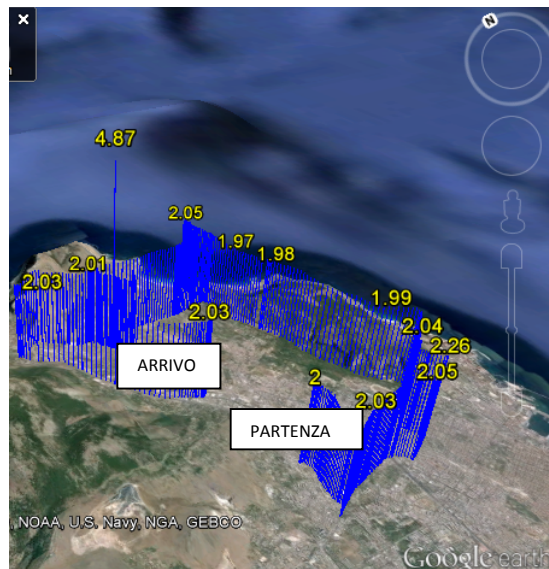 N
4.87
2.05
1.97
1.98
2.01
2.03
1.99
2.03
2.04
2.26
2.05
ARRIVO
2
2.03
PARTENZA
, NOAA, U.S. Navy, NGA, GEBCO
Google earth